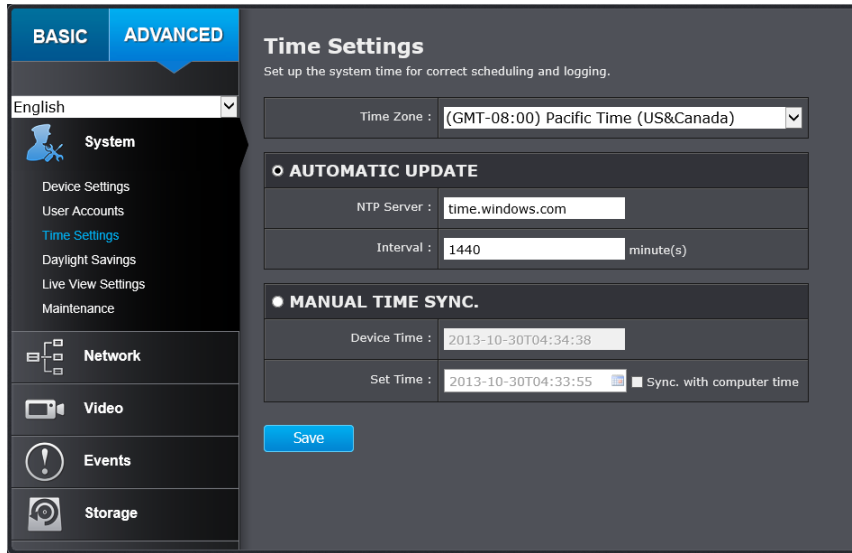 BASIC
ADVANCED
English
System
Device Settings
User Accounts
Time Settings
Daylight Savings
Live View Settings
Maintenance
Network
Video
Events
Storage
Time Settings
Set up the system time for correct scheduling and logging.
Time Zone : (GMT-08:00) Pacific Time (US&Canada)
AUTOMATIC UPDATE
NTP Server : time.windows.com
Interval : 1440 minute(s)
MANUAL TIME SYNC.
Device Time : 2013-10-30T04:34:38
Set Time : 2013-10-30T04:33:55 Sync. with computer time
Save